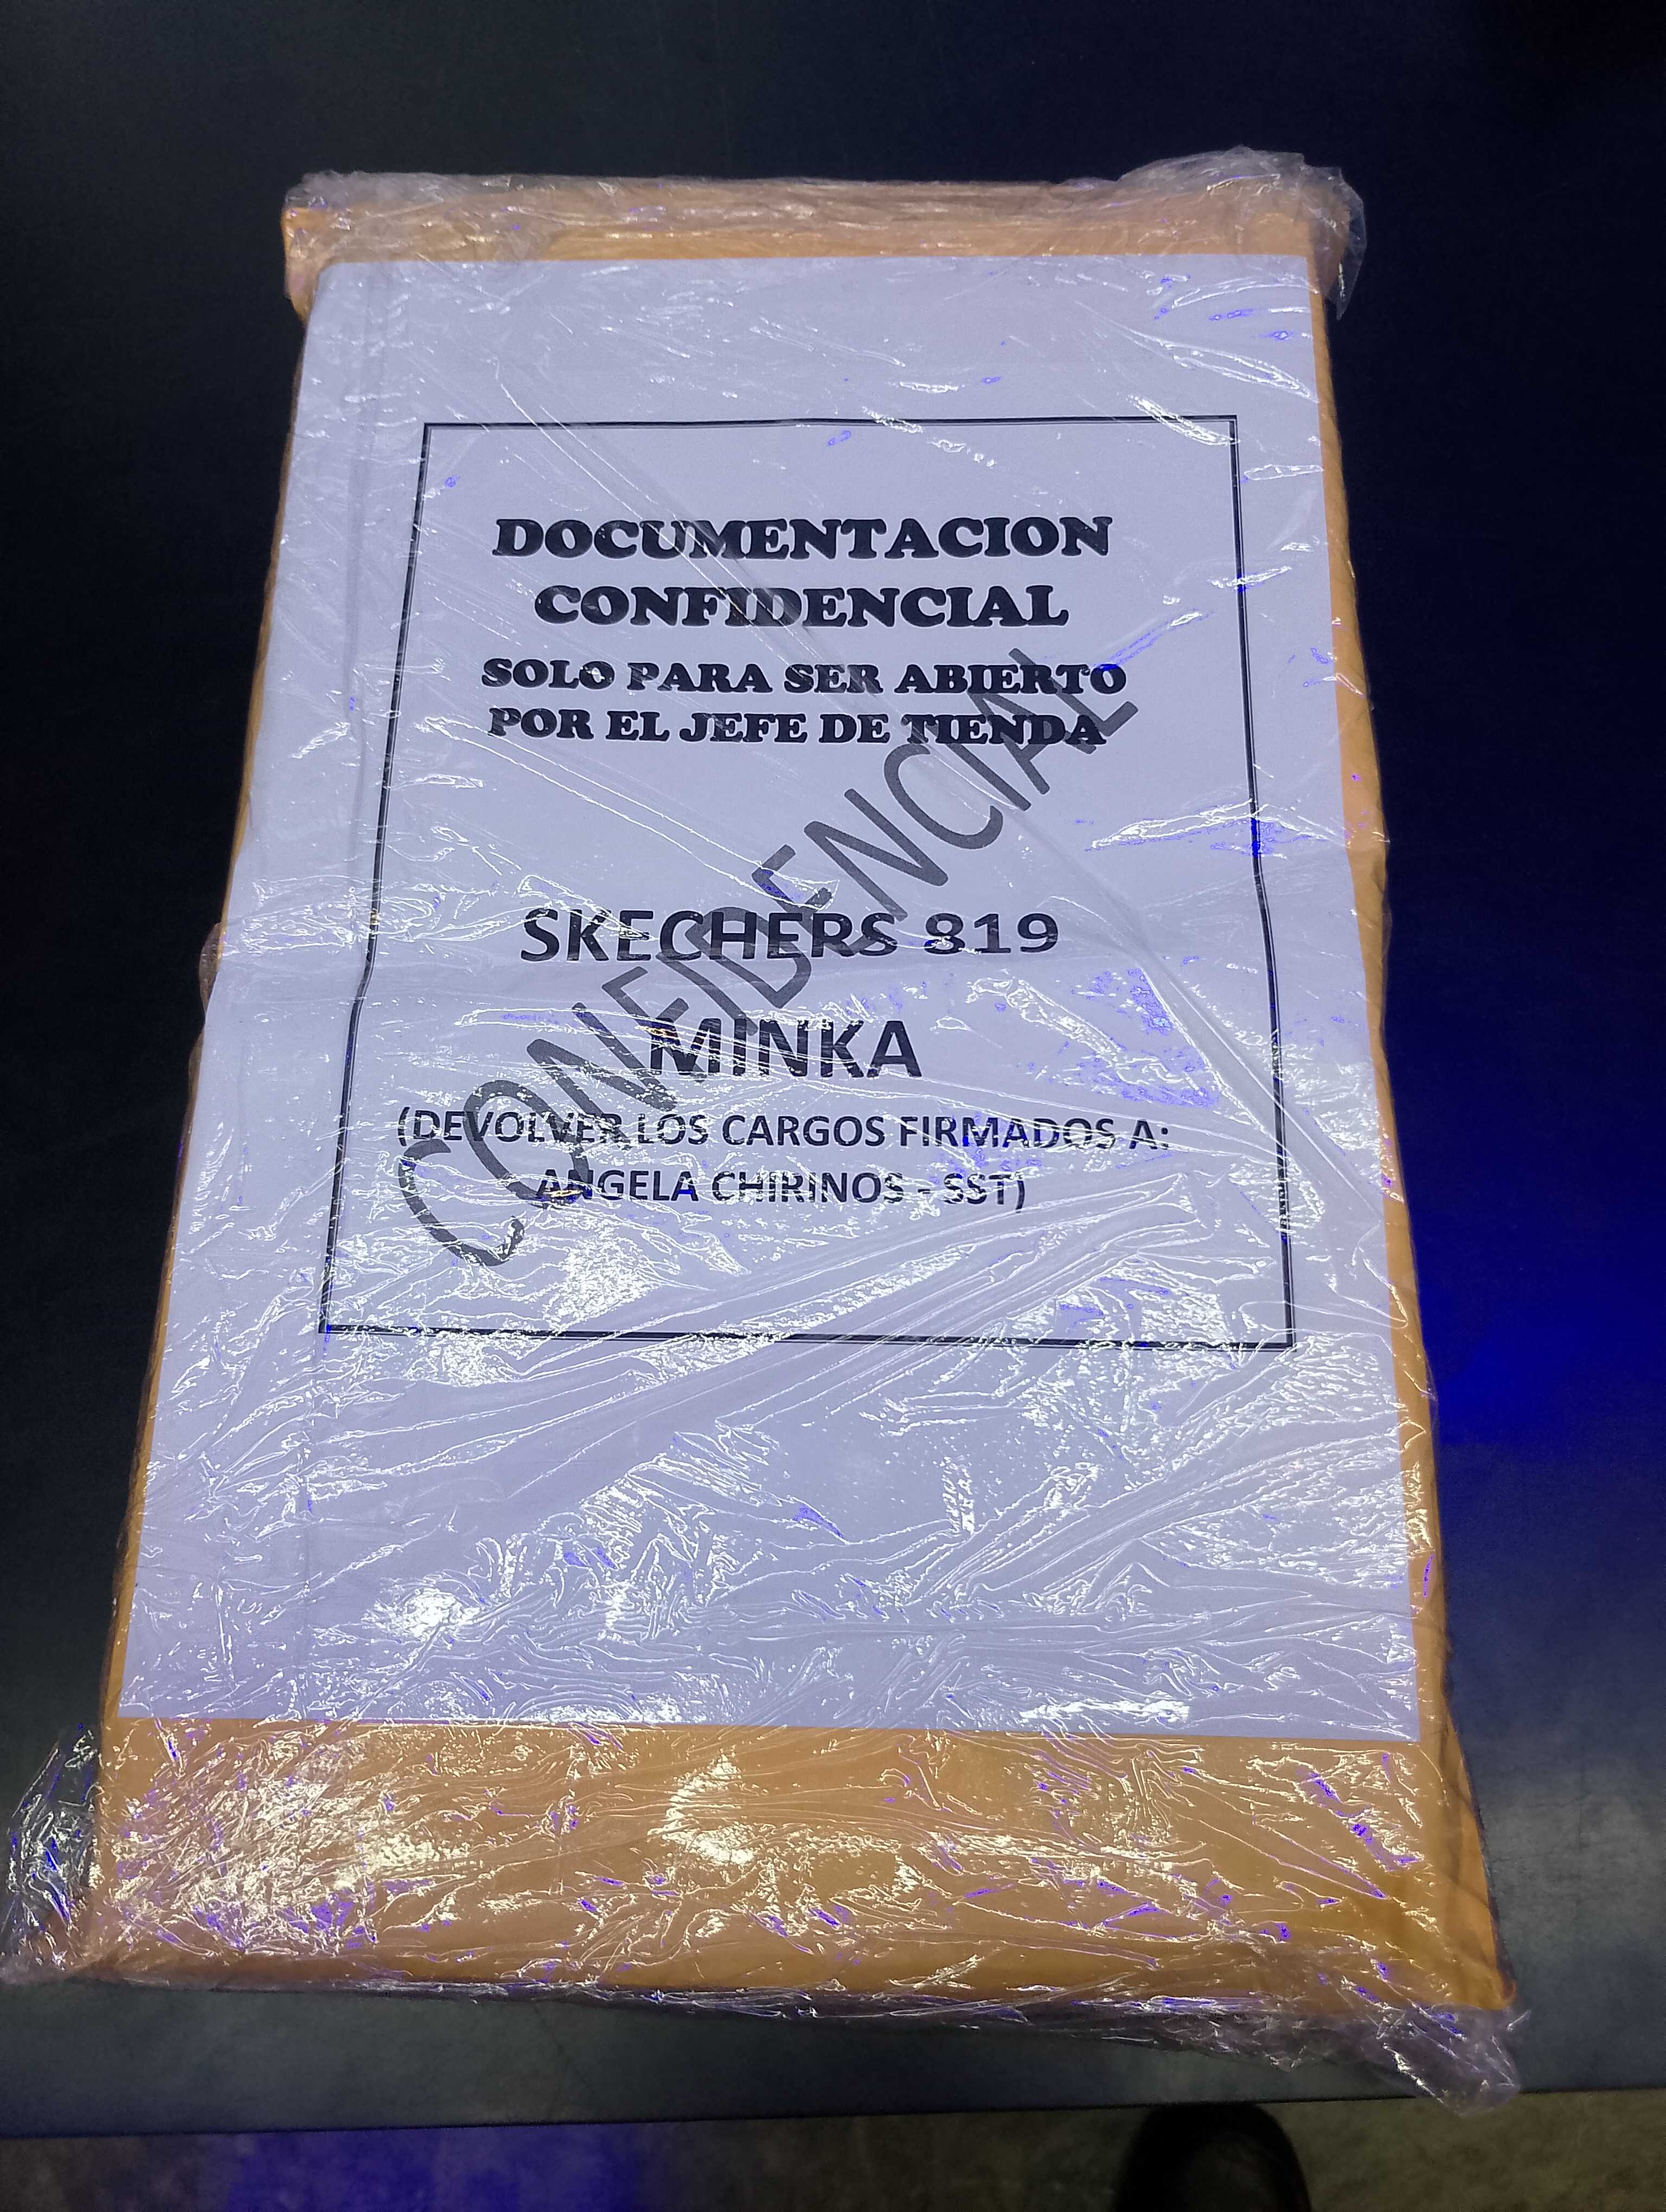 DOCUMENTACION
CONFIDENCIAL
SOLO PARA SER ABIERTO
POR EL JEFE DE TIENDA
SKECHERS 819
MINKA
(DEVOLVER LOS CARGOS FIRMADOS A:
ANGELA CHIRINOS - SST)
CONFIDENCIAL